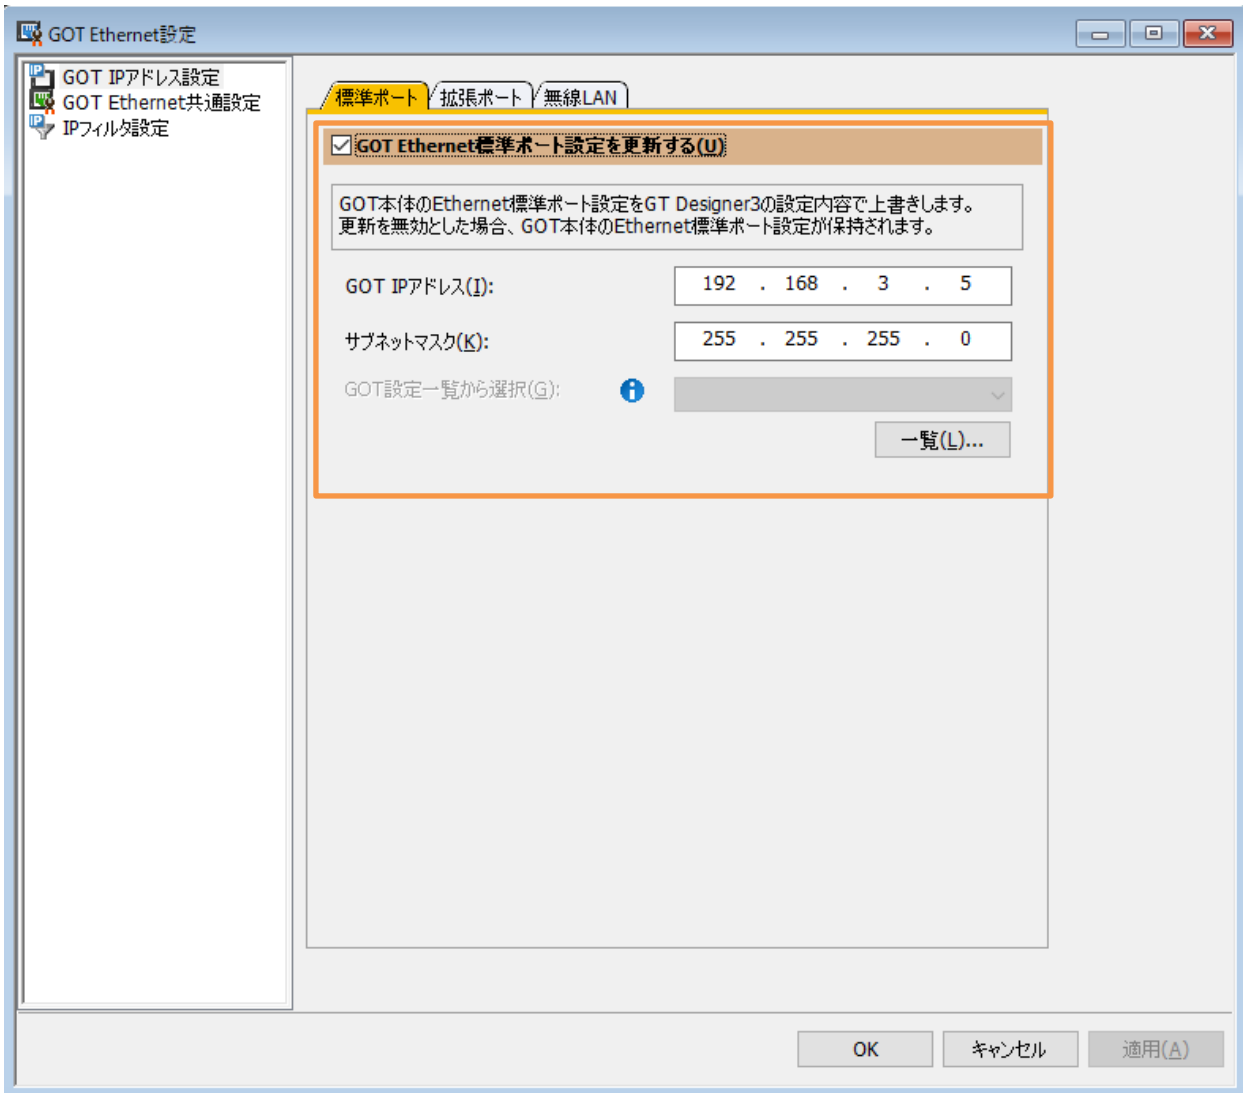 GOT Ethernet設定
GOT IPアドレス設定
GOT Ethernet共通設定
IPフィルタ設定
標準ポート 拡張ポート 無線LAN
GOT Ethernet標準ポート設定を更新する(U)
GOT本体のEthernet標準ポート設定をGT Designer3の設定内容で上書きします。
更新を無効とした場合、GOT本体のEthernet標準ポート設定が保持されます。
GOT IPアドレス(I): 192 . 168 . 3 . 5
サブネットマスク(K): 255 . 255 . 255 . 0
GOT設定一覧から選択(G):
一覧(L)...
OK キャンセル 適用(A)